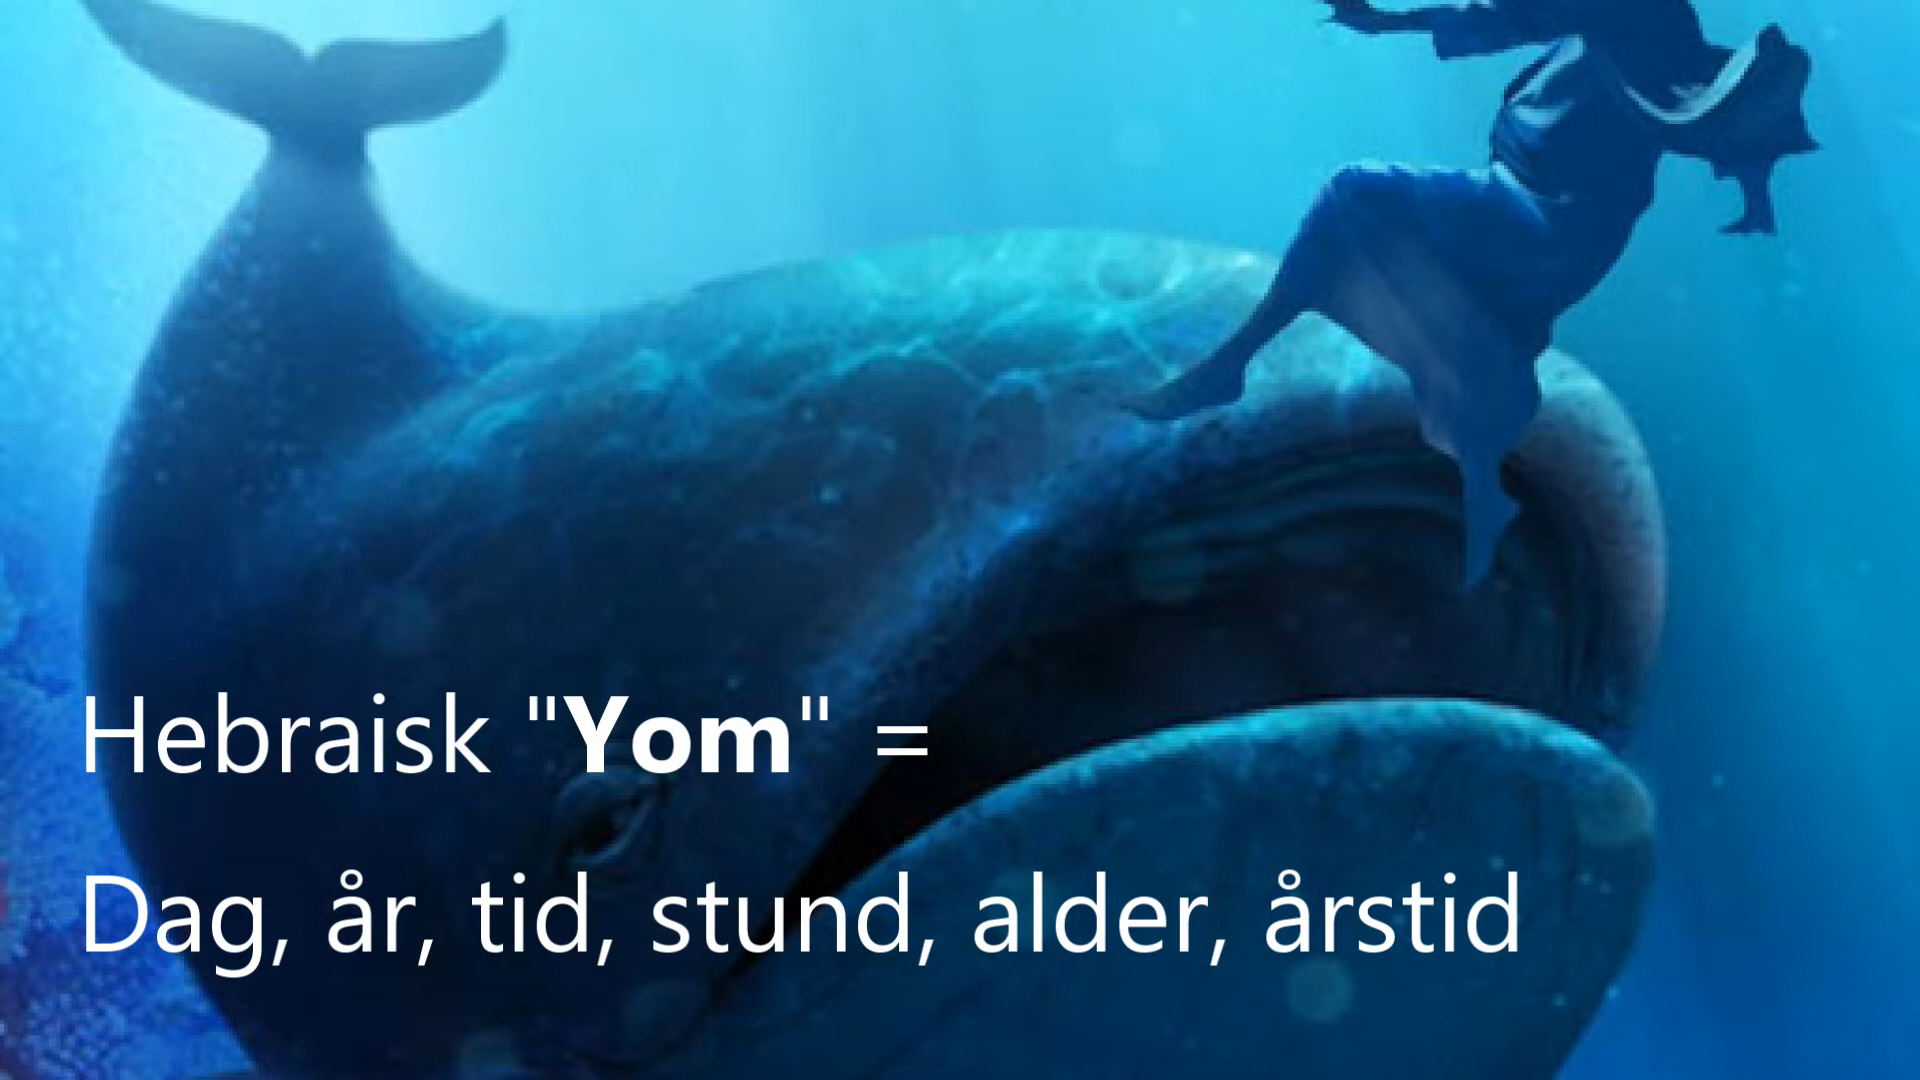 Hebraisk "Yom" =
Dag, år, tid, stund, alder, årstid